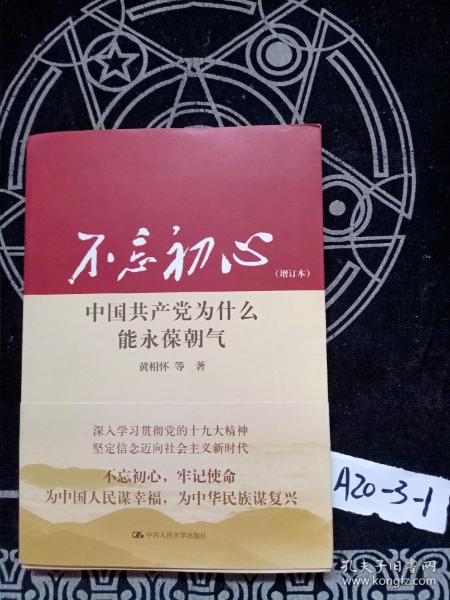 不忘初心
(增订本)
中国共产党为什么
能永葆朝气
黄相怀 等 著
深入学习贯彻党的十九大精神
坚定信念迈向社会主义新时代
不忘初心，牢记使命
为中国人民谋幸福，为中华民族谋复兴
中国人民大学出版社
A20-3-1
孔夫子旧书网
www.kongfz.com